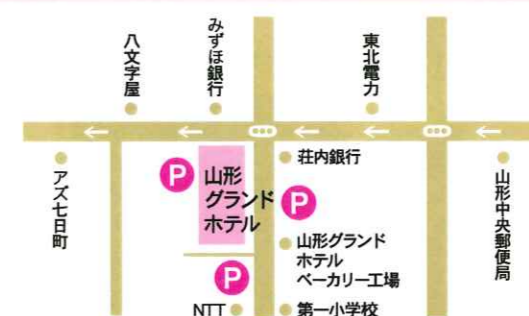 八文字屋
みずほ銀行
東北電力
アズ七日町
P
山形
グランド
ホテル
P
荘内銀行
山形グランド
ホテル
ベーカリー工場
山形中央郵便局
P
NTT
第一小学校